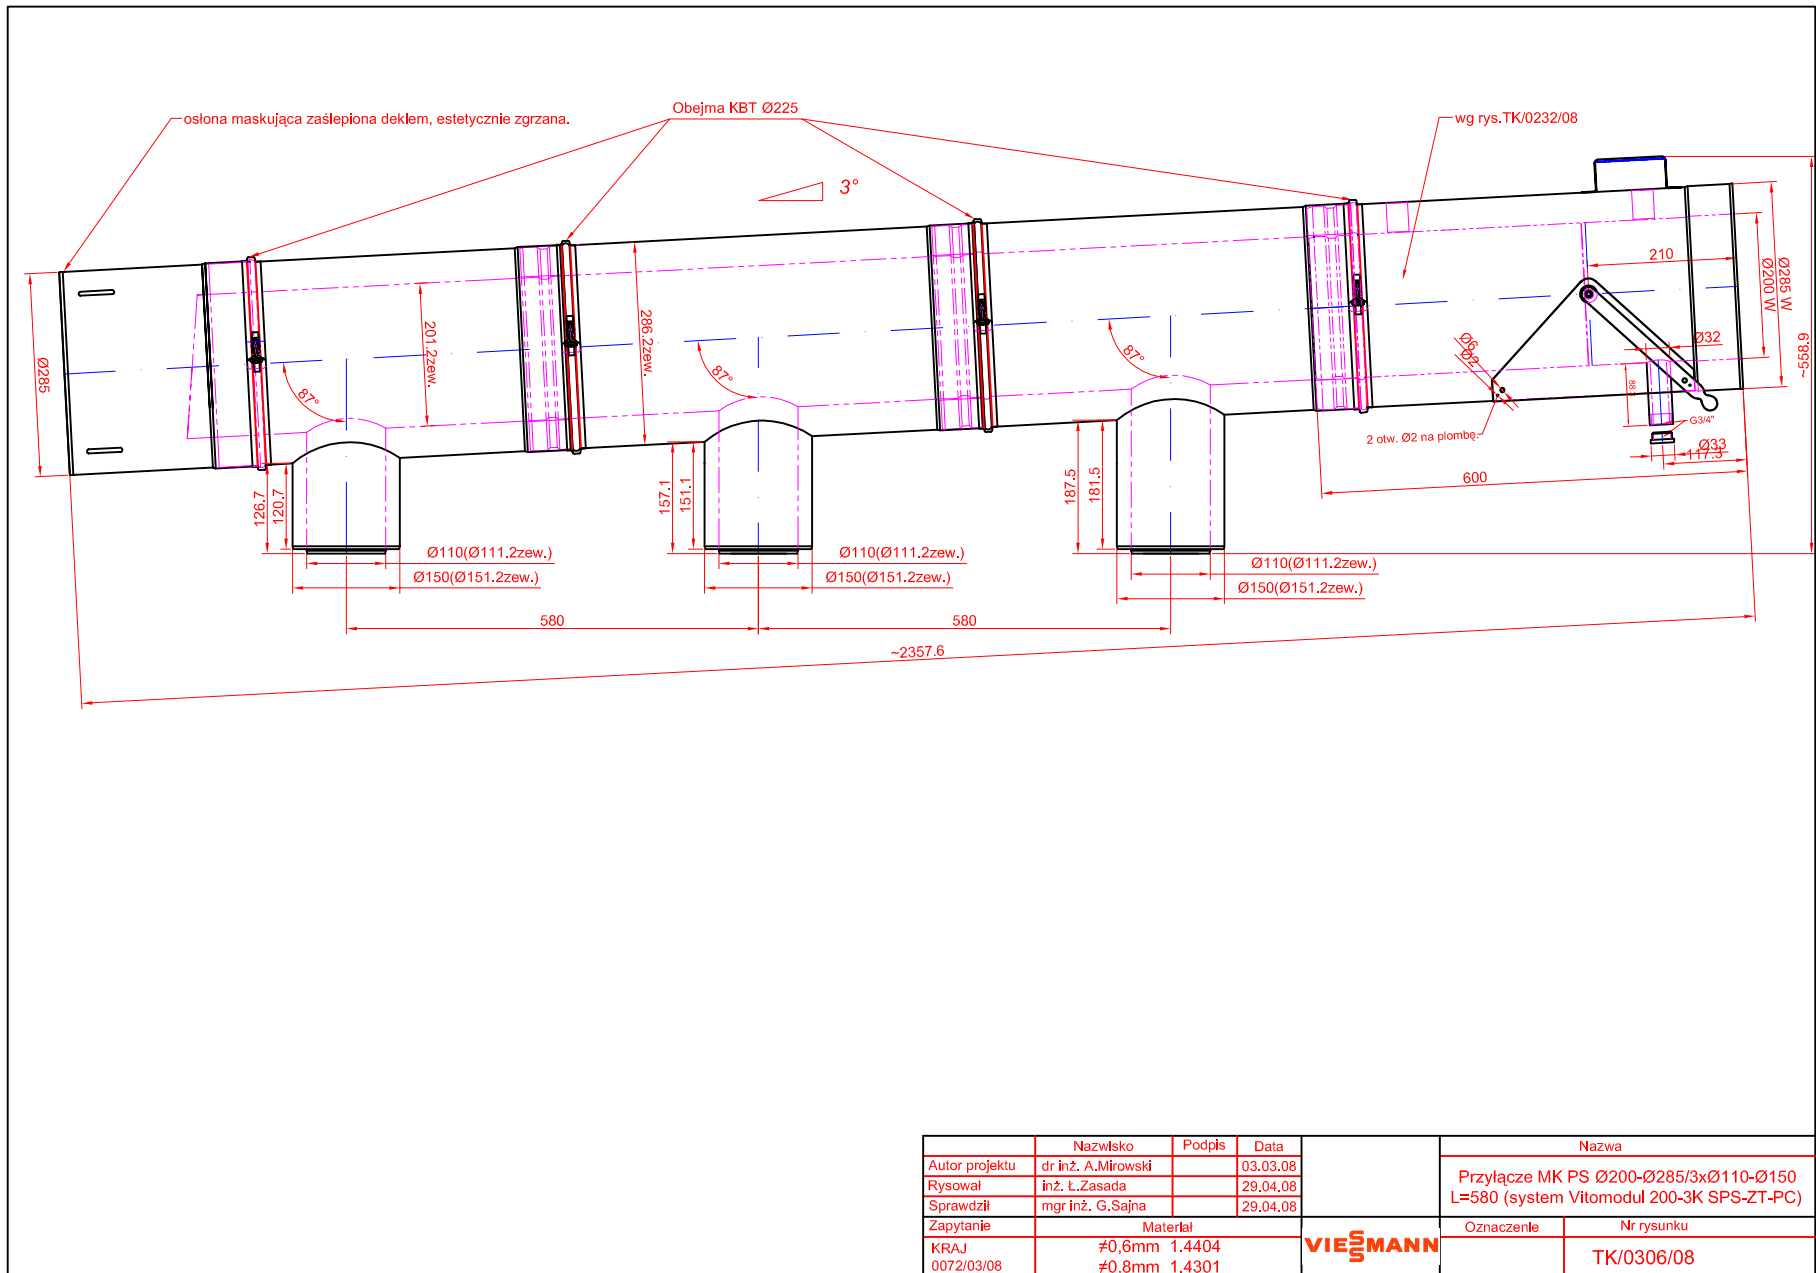 osłona maskująca zaślepiona deklem, estetycznie zgrzana.
Obejma KBT Ø225
wg rys.TK/0232/08
3°
210
Ø200 W
Ø285 W
~558.9
Ø285
201.2zew.
286.2zew.
87°
87°
87°
Ø6
Ø2
Ø32
G3/4"
2 otw. Ø2 na plombę.
Ø33
117.3
600
126.7
120.7
157.1
151.1
187.5
181.5
Ø110(Ø111.2zew.)
Ø150(Ø151.2zew.)
Ø110(Ø111.2zew.)
Ø150(Ø151.2zew.)
Ø110(Ø111.2zew.)
Ø150(Ø151.2zew.)
580
580
~2357.6
Nazwisko Podpis Data
Autor projektu dr inż. A.Mirowski 03.03.08
Rysował inż. Ł.Zasada 29.04.08
Sprawdził mgr inż. G.Sajna 29.04.08
Zapytanie Materiał
KRAJ
0072/03/08
≠0,6mm 1.4404
≠0,8mm 1.4301
VIESSMANN
Nazwa
Przyłącze MK PS Ø200-Ø285/3xØ110-Ø150
L=580 (system Vitomodul 200-3K SPS-ZT-PC)
Oznaczenie Nr rysunku
TK/0306/08